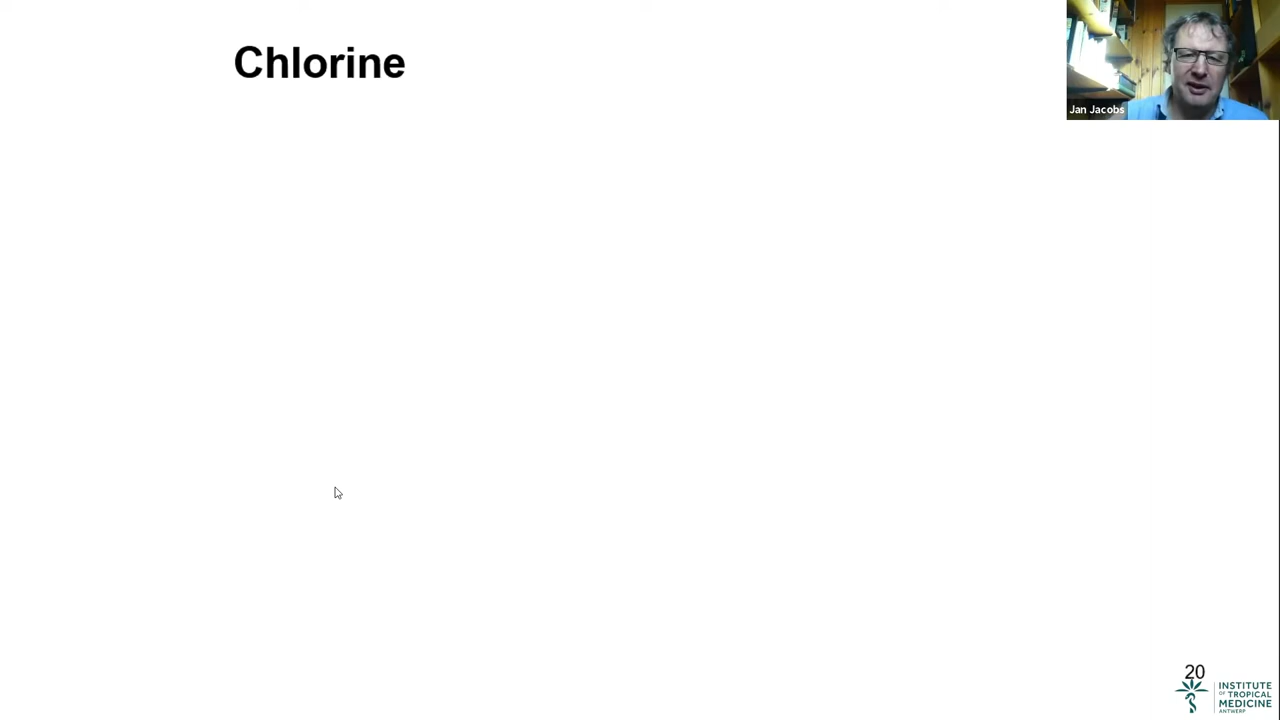 Chlorine
Jan Jacobs
20
INSTITUTE
OF TROPICAL
MEDICINE
ANTWERP